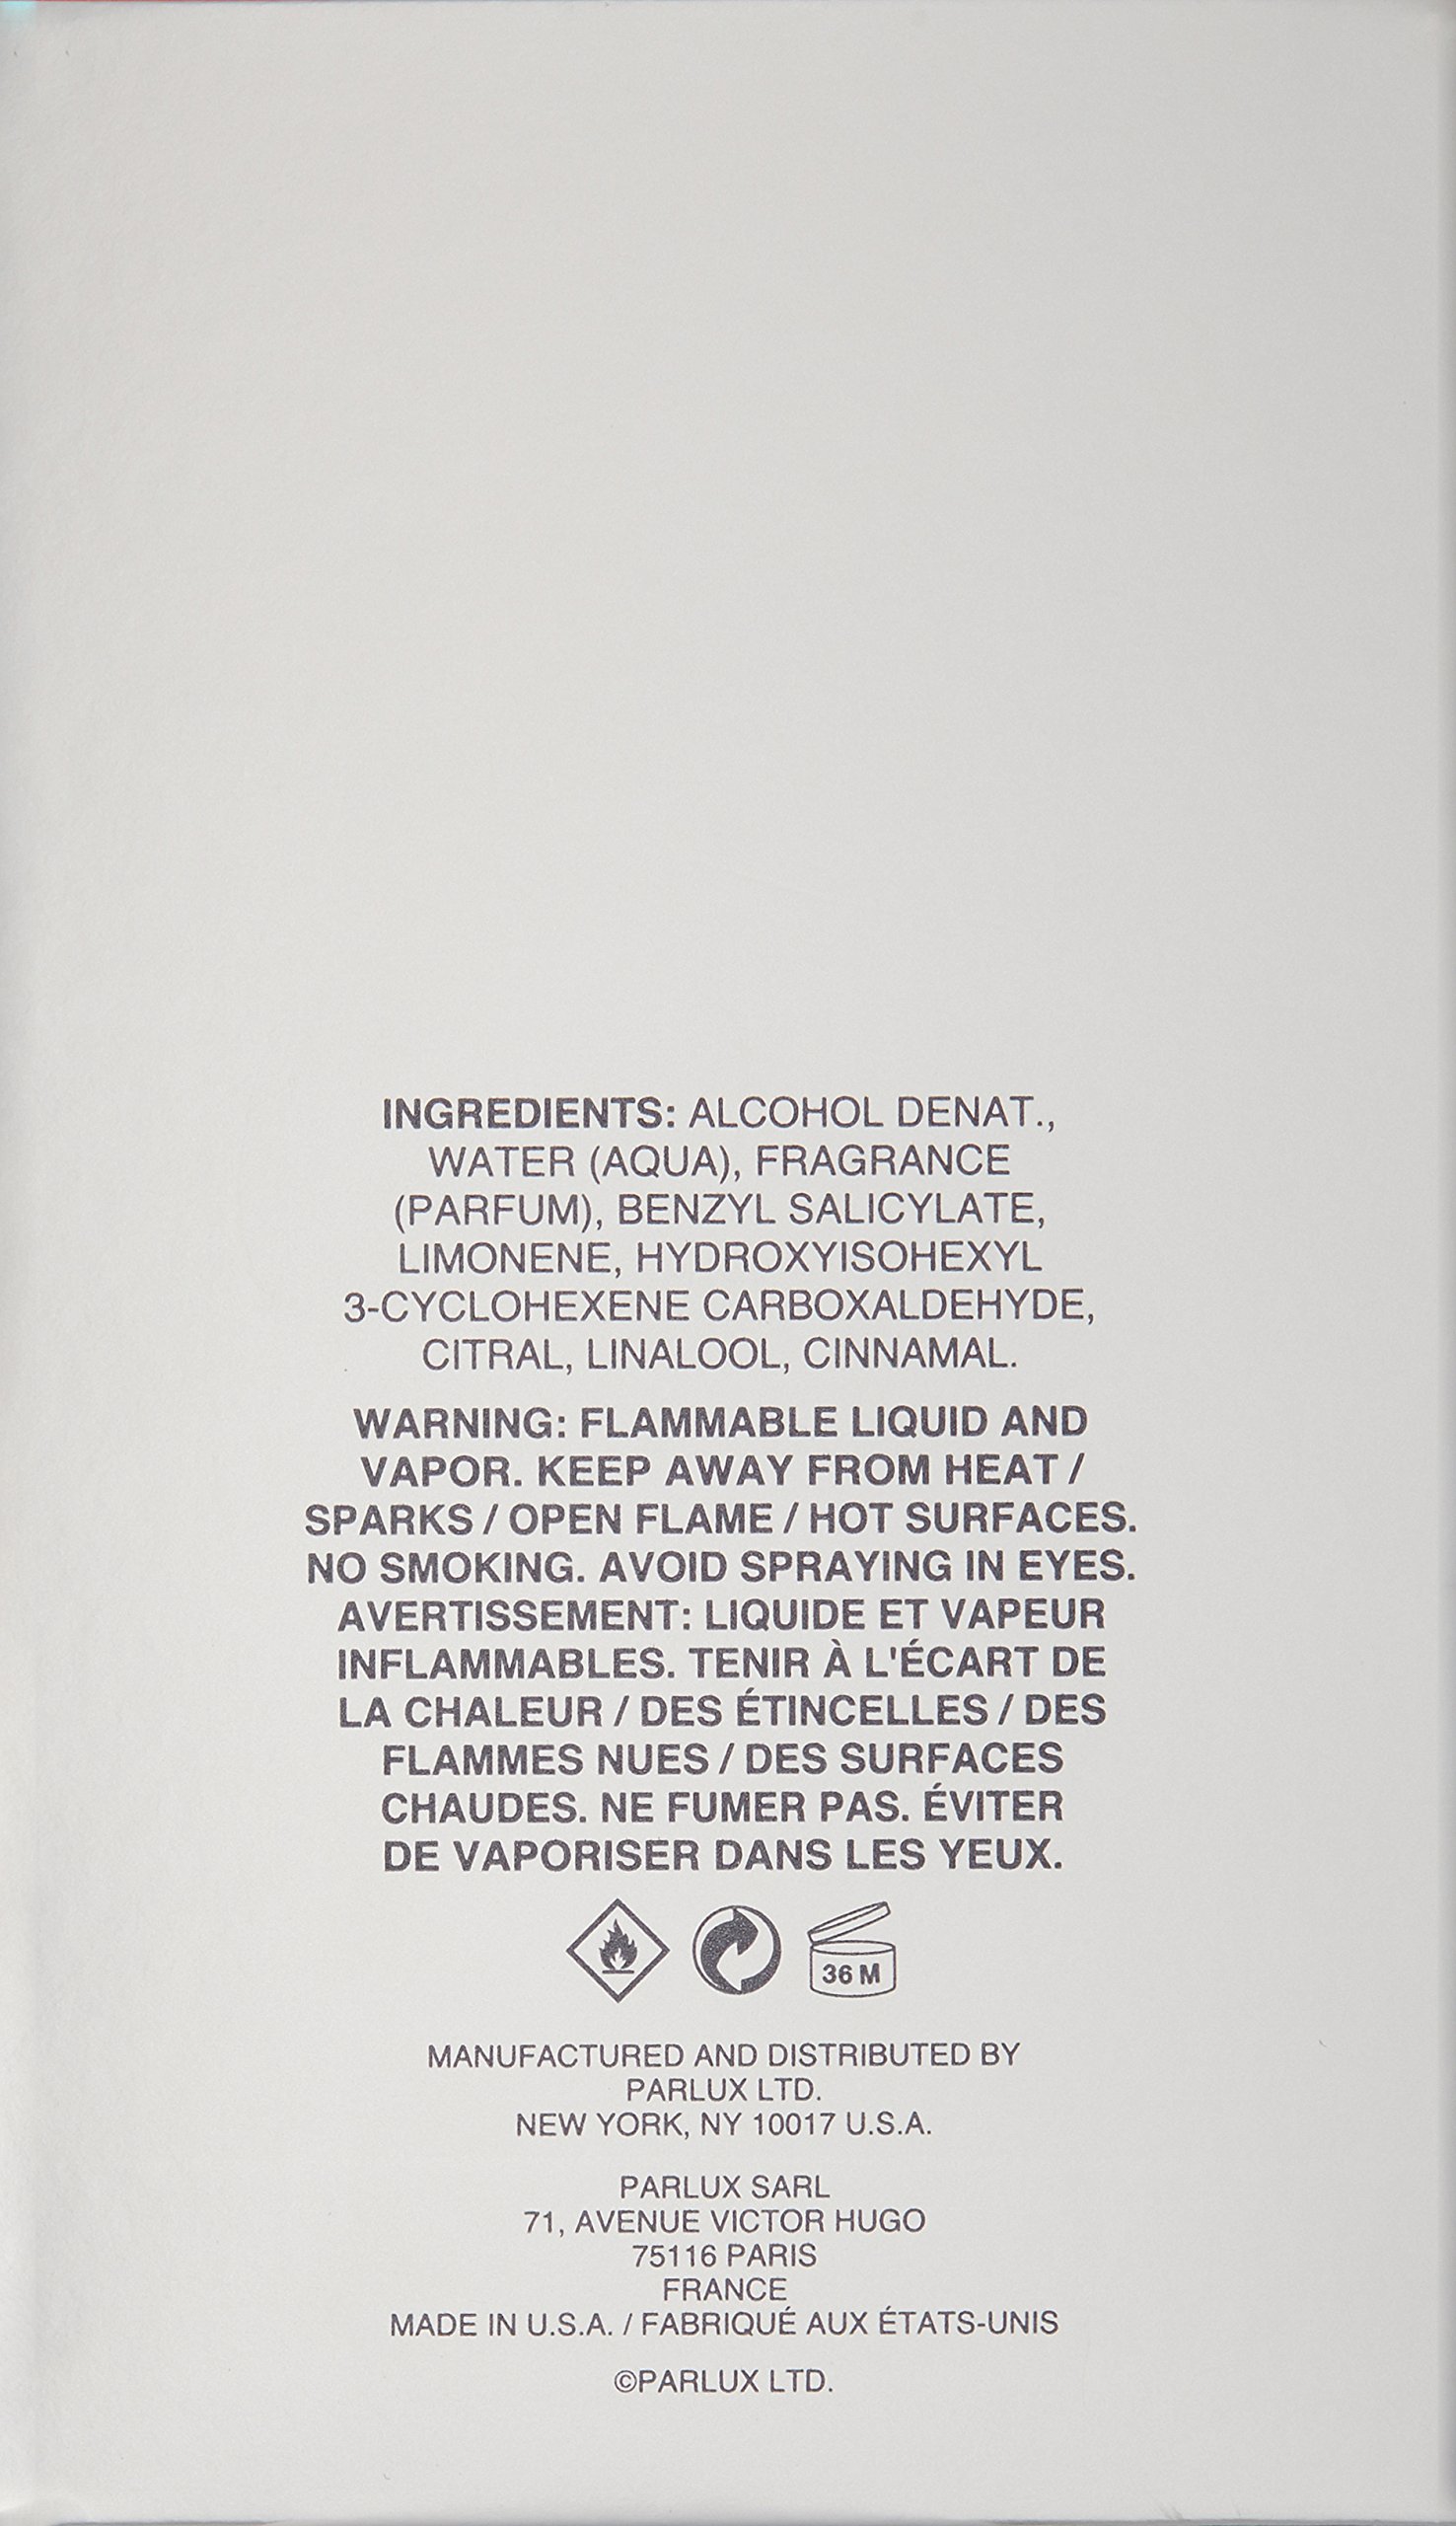 INGREDIENTS: ALCOHOL DENAT.,
WATER (AQUA), FRAGRANCE
(PARFUM), BENZYL SALICYLATE,
LIMONENE, HYDROXYISOHEXYL
3-CYCLOHEXENE CARBOXALDEHYDE,
CITRAL, LINALOOL, CINNAMAL.
WARNING: FLAMMABLE LIQUID AND
VAPOR. KEEP AWAY FROM HEAT /
SPARKS / OPEN FLAME / HOT SURFACES.
NO SMOKING. AVOID SPRAYING IN EYES.
AVERTISSEMENT: LIQUIDE ET VAPEUR
INFLAMMABLES. TENIR À L'ÉCART DE
LA CHALEUR / DES ÉTINCELLES / DES
FLAMMES NUES / DES SURFACES
CHAUDES. NE FUMER PAS. ÉVITER
DE VAPORISER DANS LES YEUX.
36 M
MANUFACTURED AND DISTRIBUTED BY
PARLUX LTD.
NEW YORK, NY 10017 U.S.A.
PARLUX SARL
71, AVENUE VICTOR HUGO
75116 PARIS
FRANCE
MADE IN U.S.A. / FABRIQUÉ AUX ÉTATS-UNIS
©PARLUX LTD.